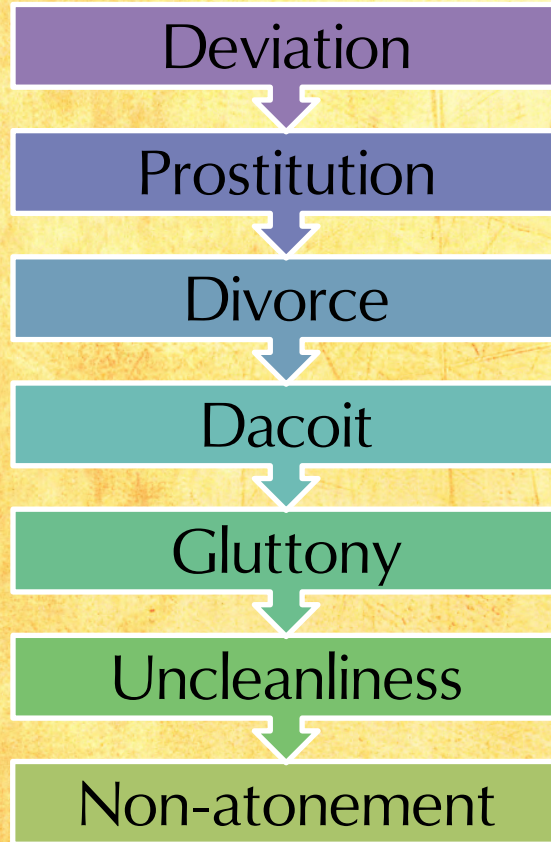 Deviation
Prostitution
Divorce
Dacoit
Gluttony
Uncleanliness
Non-atonement